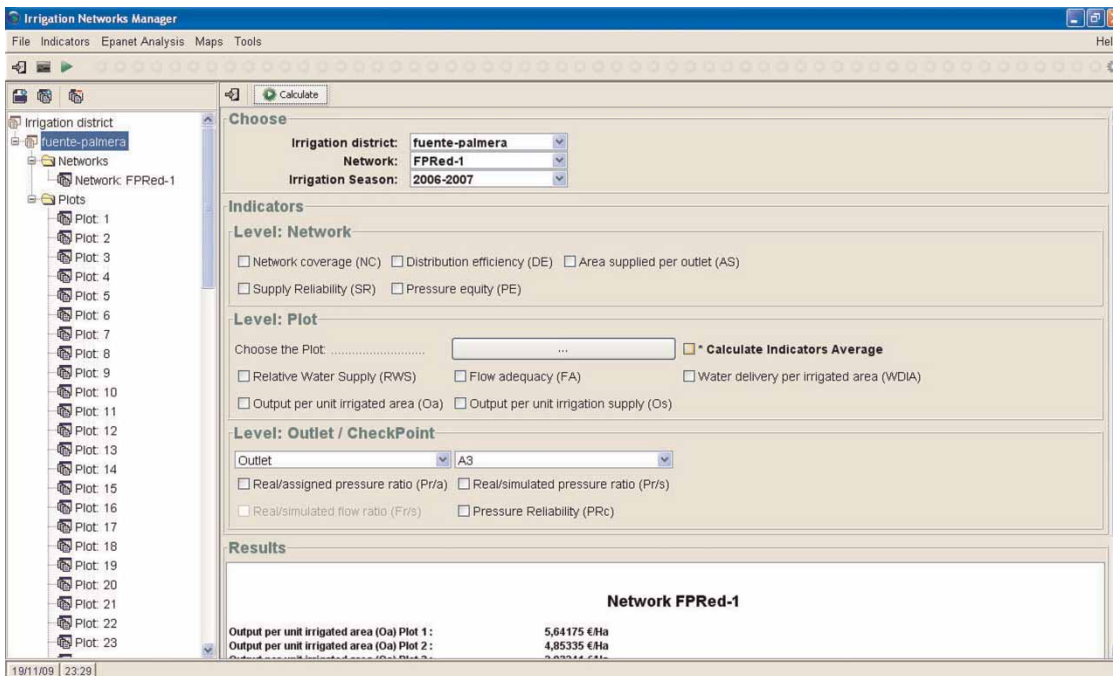 Irrigation Networks Manager
File Indicators Epanet Analysis Maps Tools Hel
Calculate
Irrigation district
fuente-palmera
Networks
Network: FPRed-1
Plots
Plot: 1
Plot: 2
Plot: 3
Plot: 4
Plot: 5
Plot: 6
Plot: 7
Plot: 8
Plot: 9
Plot: 10
Plot: 11
Plot: 12
Plot: 13
Plot: 14
Plot: 15
Plot: 16
Plot: 17
Plot: 18
Plot: 19
Plot: 20
Plot: 21
Plot: 22
Plot: 23
Choose
Irrigation district: fuente-palmera
Network: FPRed-1
Irrigation Season: 2006-2007
Indicators
Level: Network
Network coverage (NC) Distribution efficiency (DE) Area supplied per outlet (AS)
Supply Reliability (SR) Pressure equity (PE)
Level: Plot
Choose the Plot: ........................... ... * Calculate Indicators Average
Relative Water Supply (RWS) Flow adequacy (FA) Water delivery per irrigated area (WDIA)
Output per unit irrigated area (Oa) Output per unit irrigation supply (Os)
Level: Outlet / CheckPoint
Outlet A3
Real/assigned pressure ratio (Pr/a) Real/simulated pressure ratio (Pr/s)
Real/simulated flow ratio (Fr/s) Pressure Reliability (PRc)
Results
Network FPRed-1
Output per unit irrigated area (Oa) Plot 1 : 5,64175 €/Ha
Output per unit irrigated area (Oa) Plot 2 : 4,85335 €/Ha
19/11/09 23:29